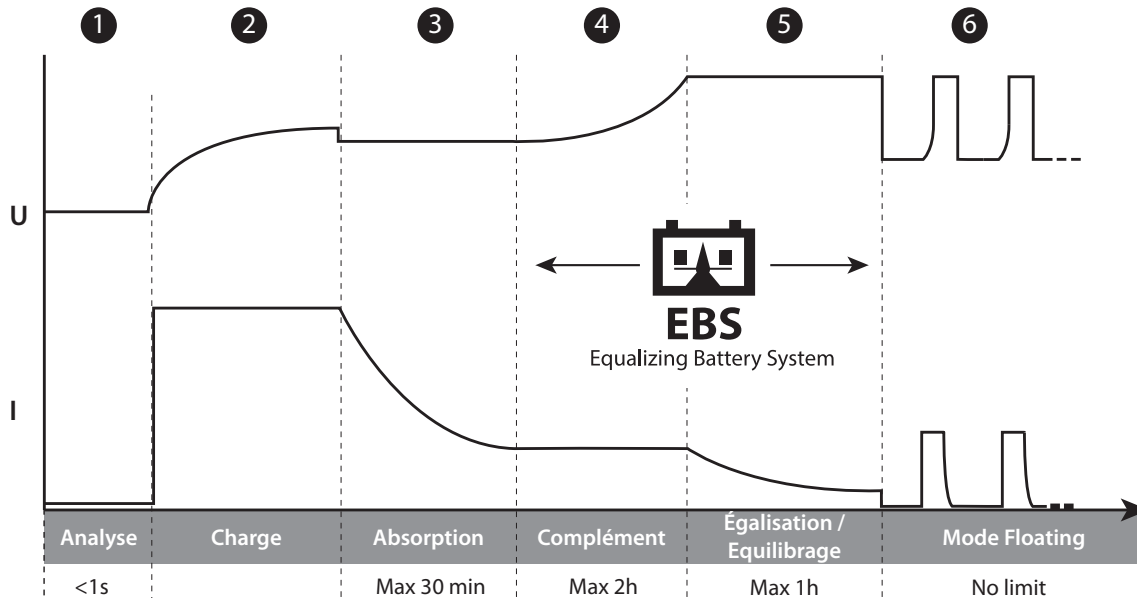 1 2 3 4 5 6
U
EBS
Equalizing Battery System
I
Analyse Charge Absorption Complément Égalisation / Equilibrage Mode Floating
<1s Max 30 min Max 2h Max 1h No limit